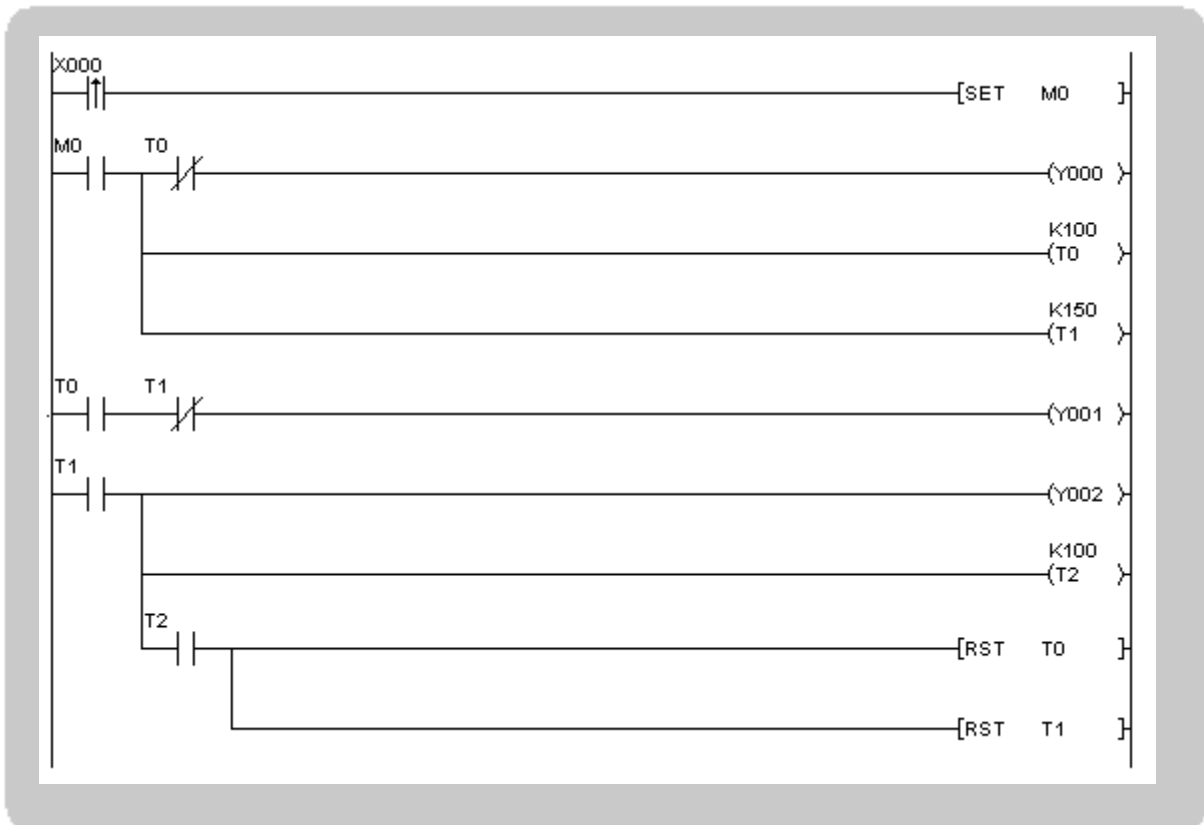 X000
[SET M0 ]
M0 T0
(Y000 )
K100
(T0 )
K150
(T1 )
T0 T1
(Y001 )
T1
(Y002 )
K100
(T2 )
T2
[RST T0 ]
[RST T1 ]